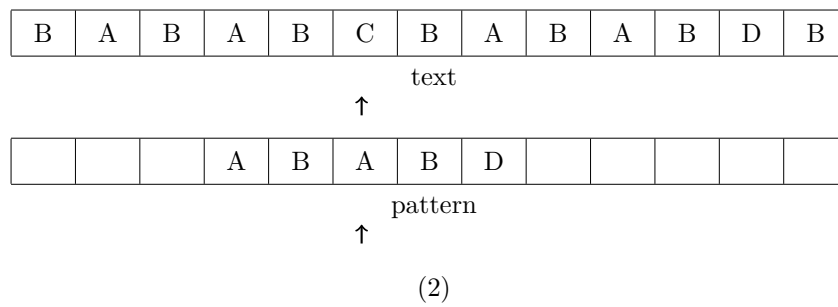 B A B A B C B A B A B D B
text
↑
A B A B D
pattern
↑
(2)